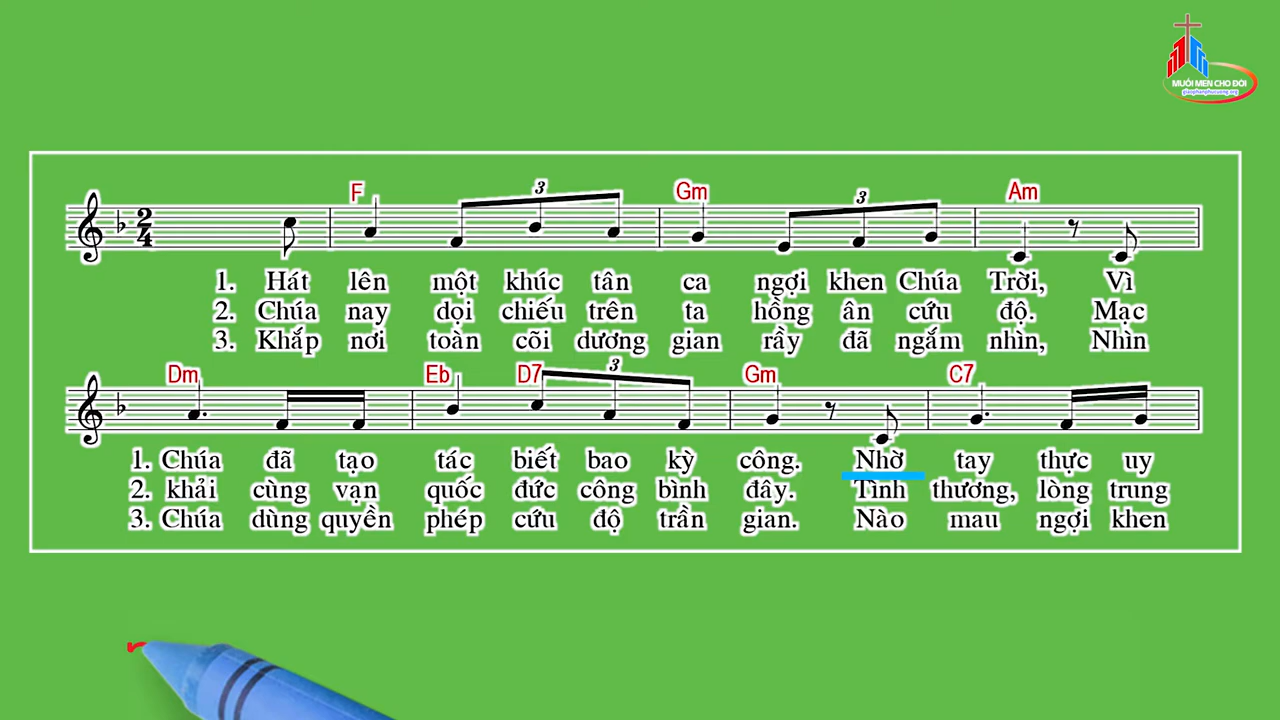 MUỐI MEN CHO ĐỜI
giaophanphucuong.org
F Gm Am
3 3
2/4
1. Hát lên một khúc tân ca ngợi khen Chúa Trời, Vì
2. Chúa nay dọi chiếu trên ta hồng ân cứu độ. Mạc
3. Khắp nơi toàn cõi dương gian rầy đã ngắm nhìn, Nhìn
Dm Eb D7 Gm C7
3
1. Chúa đã tạo tác biết bao kỳ công. Nhờ tay thực uy
2. khải cùng vạn quốc đức công bình đây. Tình thương, lòng trung
3. Chúa dùng quyền phép cứu độ trần gian. Nào mau ngợi khen